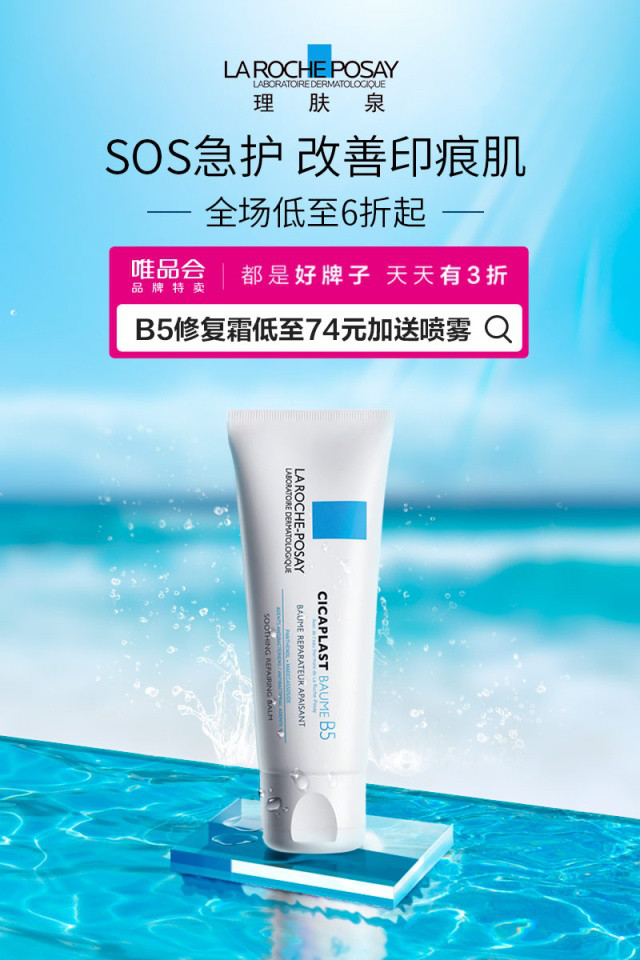 LA ROCHE POSAY
LABORATOIRE DERMATOLOGIQUE
理肤泉
SOS急护 改善印痕肌
全场低至6折起
唯品会
品牌特卖
都是好牌子 天天有3折
B5修复霜低至74元加送喷雾
LA ROCHE-POSAY
LABORATOIRE DERMATOLOGIQUE
CICAPLAST BAUME B5
BAUME RÉPARATEUR APAISANT
PANTHENOL • MADECASSOSIDE
SOOTHING REPAIRING BALM